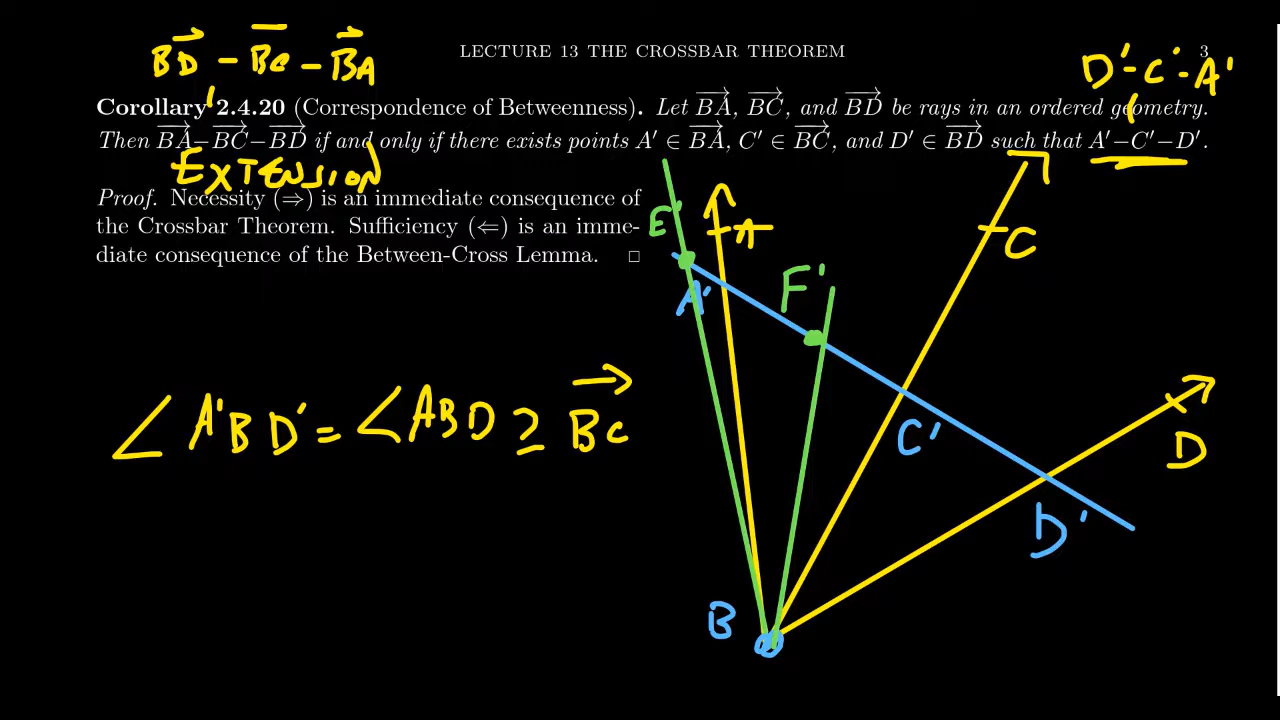 BD⃗ – BC – BA⃗
LECTURE 13 THE CROSSBAR THEOREM
3
D'-C'-A'
Corollary 2.4.20 (Correspondence of Betweenness). Let BA⃗, BC⃗, and BD⃗ be rays in an ordered geometry.
Then BA⃗–BC⃗–BD⃗ if and only if there exists points A' ∈ BA⃗, C' ∈ BC⃗, and D' ∈ BD⃗ such that A'–C'–D'.
EXTENSION
Proof. Necessity (⇒) is an immediate consequence of
the Crossbar Theorem. Sufficiency (⇐) is an imme-
diate consequence of the Between-Cross Lemma. □
E'
A
C
A'
F'
∠A'BD' = ∠ABD ⊇ BC⃗
C'
D
D'
B